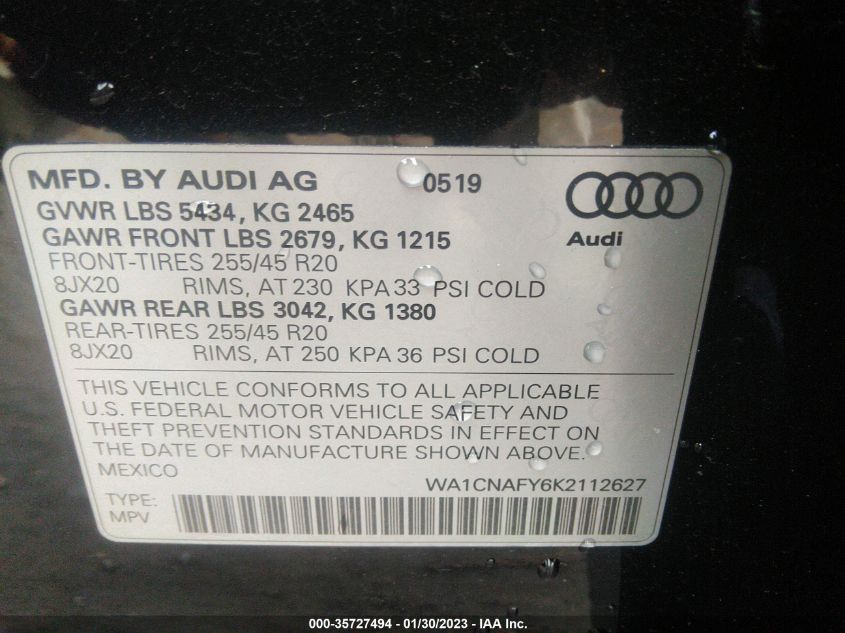 MFD. BY AUDI AG 0519
GVWR LBS 5434, KG 2465
GAWR FRONT LBS 2679, KG 1215
Audi
FRONT-TIRES 255/45 R20
8JX20 RIMS, AT 230 KPA 33 PSI COLD
GAWR REAR LBS 3042, KG 1380
REAR-TIRES 255/45 R20
8JX20 RIMS, AT 250 KPA 36 PSI COLD
THIS VEHICLE CONFORMS TO ALL APPLICABLE
U.S. FEDERAL MOTOR VEHICLE SAFETY AND
THEFT PREVENTION STANDARDS IN EFFECT ON
THE DATE OF MANUFACTURE SHOWN ABOVE.
MEXICO
WA1CNAFY6K2112627
TYPE:
MPV
000-35727494 - 01/30/2023 - IAA Inc.